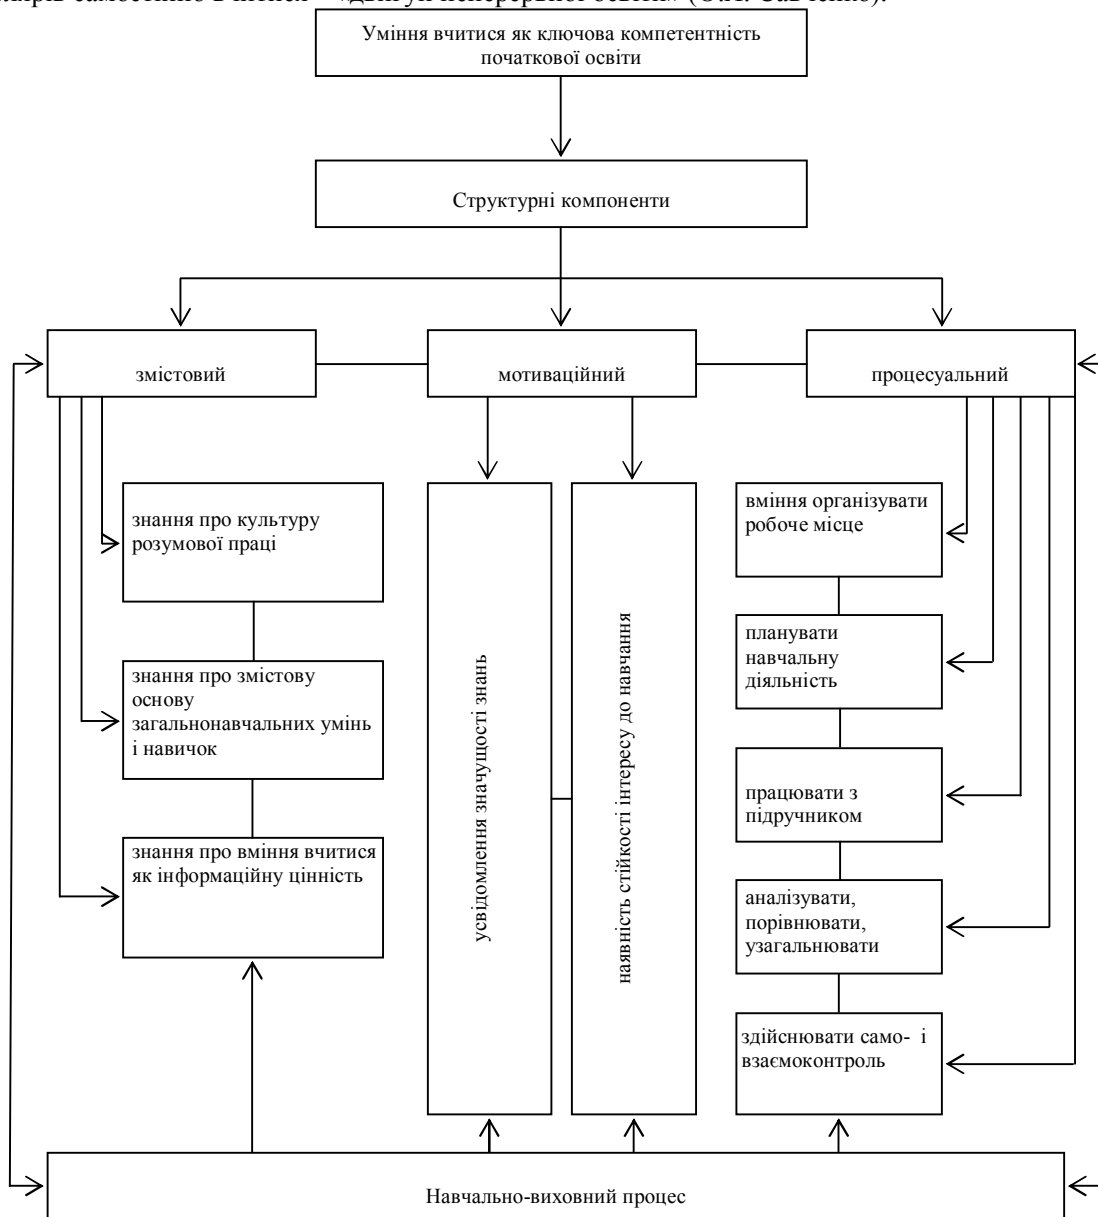 самостійно
(О.Я. Савченко).
Уміння вчитися як ключова компетентність
початкової освіти
Структурні компоненти
змістовий
мотиваційний
процесуальний
знання про культуру
розумової праці
знання про змістову
основу
загальнонавчальних умінь
і навичок
знання про вміння вчитися
як інформаційну цінність
усвідомлення значущості знань
наявність стійкості інтересу до навчання
вміння організувати
робоче місце
планувати
навчальну
діяльність
працювати з
підручником
аналізувати,
порівнювати,
узагальнювати
здійснювати само- і
взаємоконтроль
Навчально-виховний процес